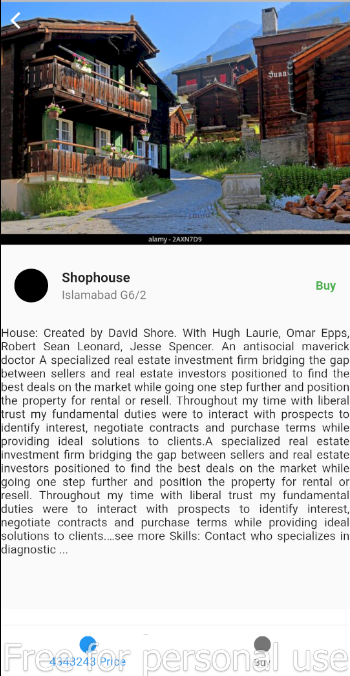 Sunna
alamy - 2AXN7D9
Shophouse
Buy
Islamabad G6/2
House: Created by David Shore. With Hugh Laurie, Omar Epps,
Robert Sean Leonard, Jesse Spencer. An antisocial maverick
doctor A specialized real estate investment firm bridging the gap
between sellers and real estate investors positioned to find the
best deals on the market while going one step further and position
the property for rental or resell. Throughout my time with liberal
trust my fundamental duties were to interact with prospects to
identify interest, negotiate contracts and purchase terms while
providing ideal solutions to clients.A specialized real estate
investment firm bridging the gap between sellers and real estate
investors positioned to find the best deals on the market while
going one step further and position the property for rental or
resell. Throughout my time with liberal trust my fundamental
duties were to interact with prospects to identify interest,
negotiate contracts and purchase terms while providing ideal
solutions to clients....see more Skills: Contact who specializes in
diagnostic ...
4343243 Price
Buy
Free for personal use